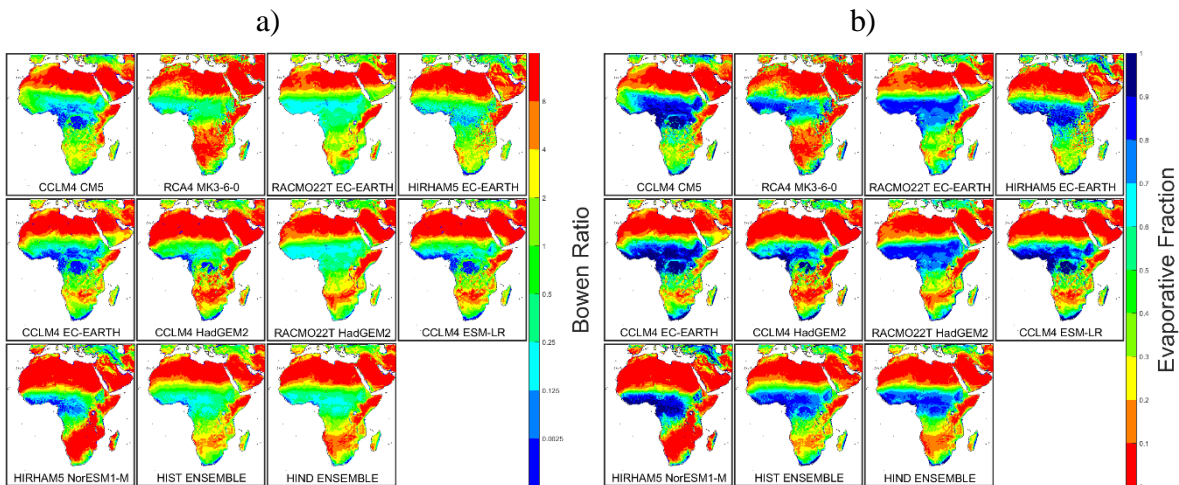 a)
b)
CCLM4 CM5
RCA4 MK3-6-0
RACMO22T EC-EARTH
HIRHAM5 EC-EARTH
CCLM4 EC-EARTH
CCLM4 HadGEM2
RACMO22T HadGEM2
CCLM4 ESM-LR
HIRHAM5 NorESM1-M
HIST ENSEMBLE
HIND ENSEMBLE
8
4
2
1
0.5
0.25
0.125
0.0625
Bowen Ratio
CCLM4 CM5
RCA4 MK3-6-0
RACMO22T EC-EARTH
HIRHAM5 EC-EARTH
CCLM4 EC-EARTH
CCLM4 HadGEM2
RACMO22T HadGEM2
CCLM4 ESM-LR
HIRHAM5 NorESM1-M
HIST ENSEMBLE
HIND ENSEMBLE
1
0.9
0.8
0.7
0.6
0.5
0.4
0.3
0.2
0.1
Evaporative Fraction